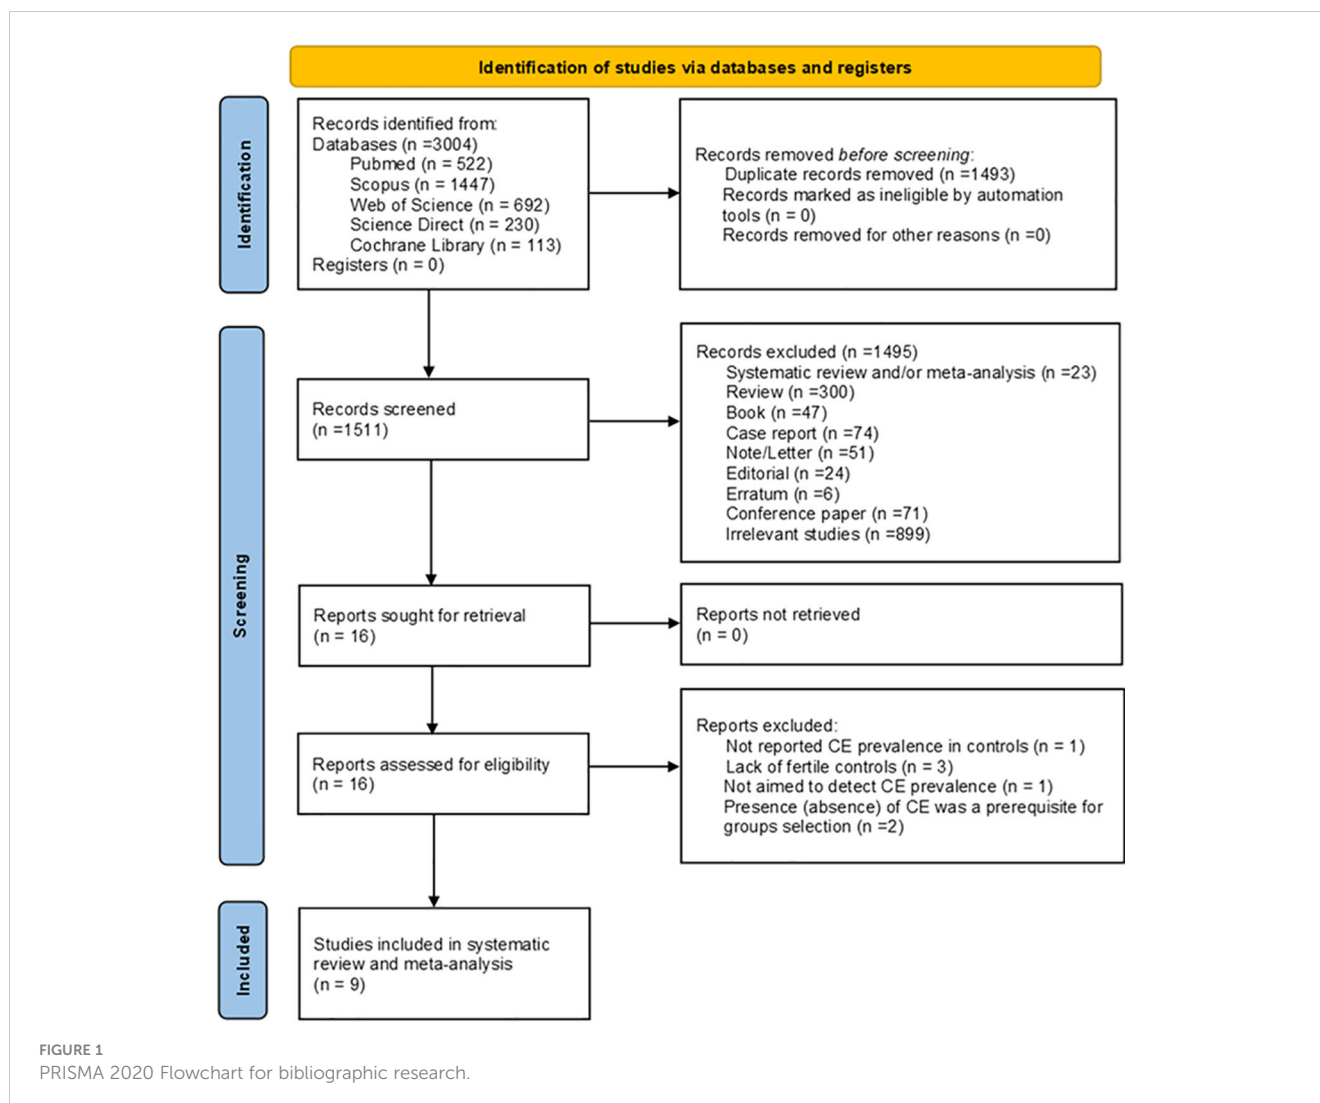 Identification of studies via databases and registers
Identification
Records identified from:
Databases (n =3004)
Pubmed (n = 522)
Scopus (n = 1447)
Web of Science (n = 692)
Science Direct (n = 230)
Cochrane Library (n = 113)
Registers (n = 0)
Records removed before screening:
Duplicate records removed (n =1493)
Records marked as ineligible by automation
tools (n = 0)
Records removed for other reasons (n =0)
Screening
Records screened
(n =1511)
Records excluded (n =1495)
Systematic review and/or meta-analysis (n =23)
Review (n =300)
Book (n =47)
Case report (n =74)
Note/Letter (n =51)
Editorial (n =24)
Erratum (n =6)
Conference paper (n =71)
Irrelevant studies (n =899)
Reports sought for retrieval
(n = 16)
Reports not retrieved
(n = 0)
Reports assessed for eligibility
(n = 16)
Reports excluded:
Not reported CE prevalence in controls (n = 1)
Lack of fertile controls (n = 3)
Not aimed to detect CE prevalence (n = 1)
Presence (absence) of CE was a prerequisite for
groups selection (n =2)
Included
Studies included in systematic
review and meta-analysis
(n = 9)
FIGURE 1
PRISMA 2020 Flowchart for bibliographic research.